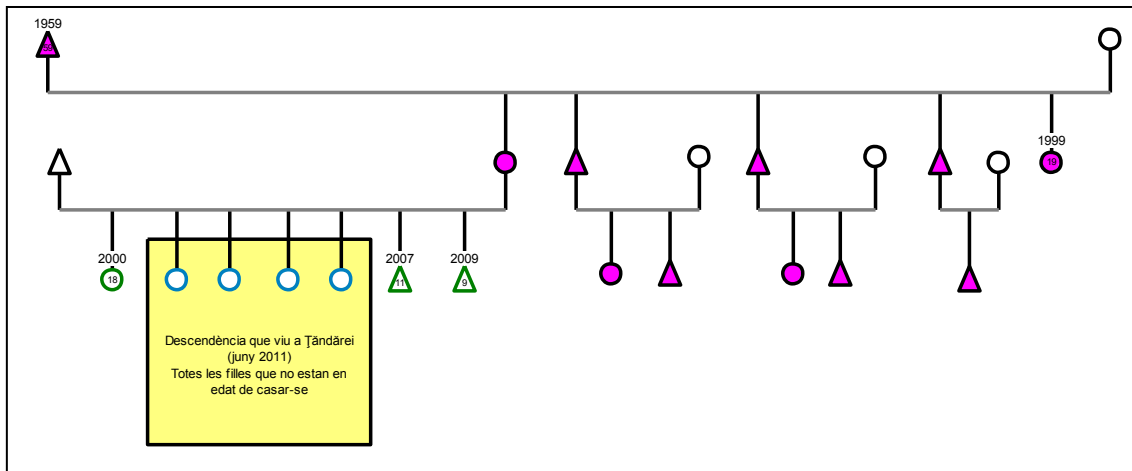 1959
59
1999
19
2000
18
2007
11
2009
9
Descendència que viu a Ţăndărei
(juny 2011)
Totes les filles que no estan en
edat de casar-se